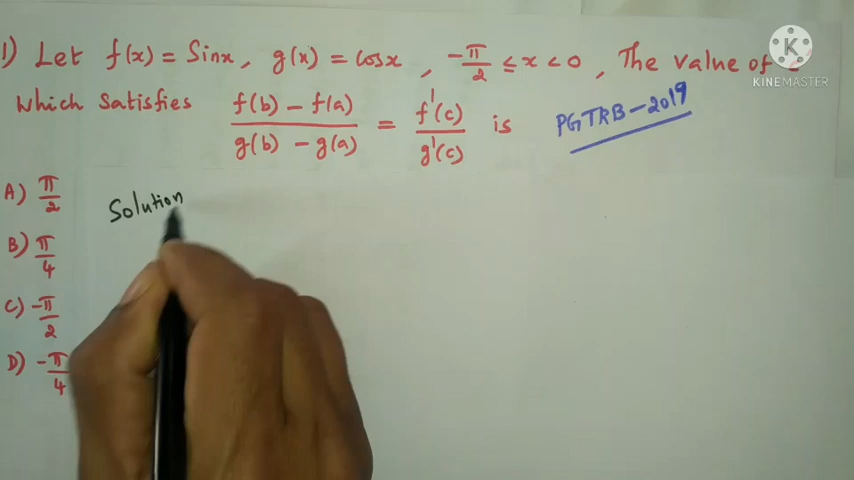 1) Let f(x) = Sinx, g(x) = cosx, -π/2 ≤ x < 0, The value of
which satisfies f(b) - f(a) / g(b) - g(a) = f'(c) / g'(c) is PGTRB-2019
A) π/2
Solution
B) π/4
C) -π/2
D) -π/4
K
KINEMASTER